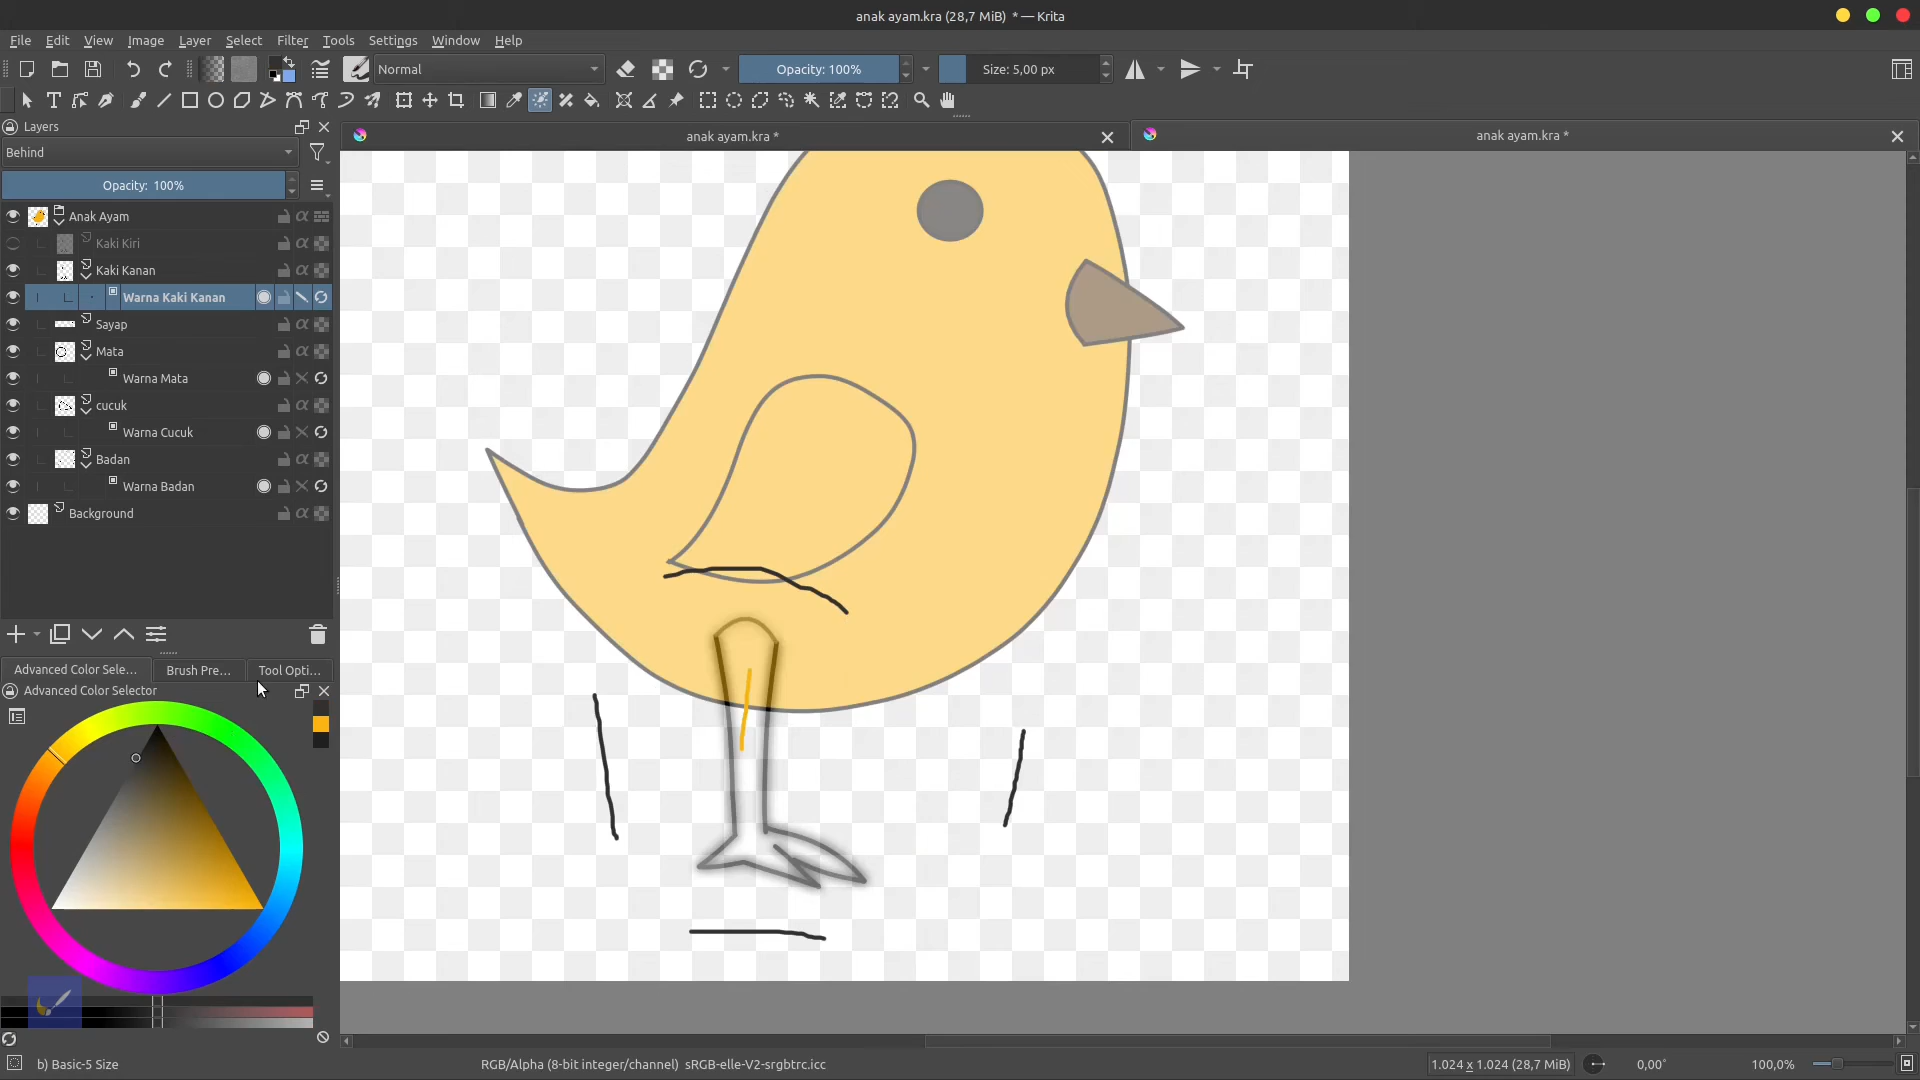 anak ayam.kra (28,7 MiB) * — Krita
File Edit View Image Layer Select Filter Tools Settings Window Help
Normal Opacity: 100% Size: 5,00 px
Layers
anak ayam.kra *
anak ayam.kra *
Behind
Opacity: 100%
Anak Ayam
Kaki Kiri
Kaki Kanan
Warna Kaki Kanan
Sayap
Mata
Warna Mata
cucuk
Warna Cucuk
Badan
Warna Badan
Background
Advanced Color Sele... Brush Pre... Tool Opti...
Advanced Color Selector
b) Basic-5 Size RGB/Alpha (8-bit integer/channel) sRGB-elle-V2-srgbtrc.icc 1.024 x 1.024 (28,7 MiB) 0,00° 100,0%